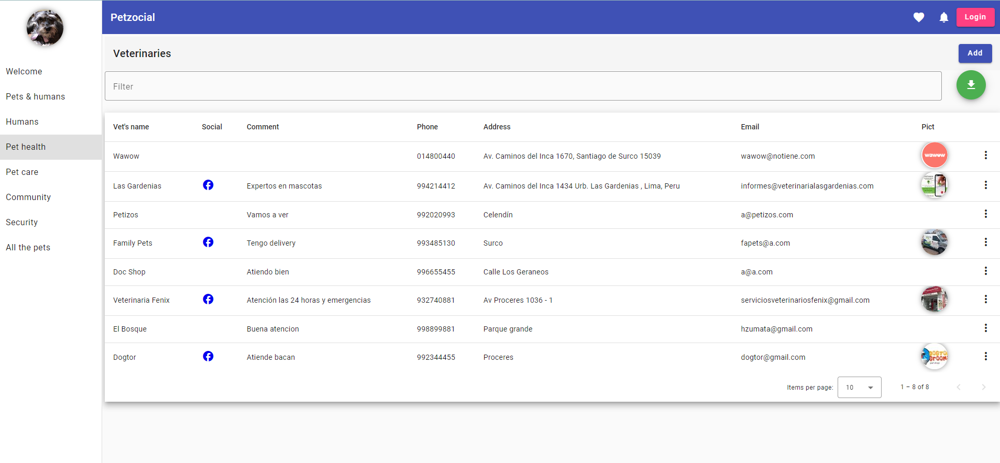 Petzocial
Login
Welcome
Pets & humans
Humans
Pet health
Pet care
Community
Security
All the pets
Veterinaries
Add
Filter
Vet's name Social Comment Phone Address Email Pict
Wawow 014800440 Av. Caminos del Inca 1670, Santiago de Surco 15039 wawow@notiene.com wawow
Las Gardenias Expertos en mascotas 994214412 Av. Caminos del Inca 1434 Urb. Las Gardenias , Lima, Peru informes@veterinarialasgardenias.com
Petizos Vamos a ver 992020993 Celendín a@petizos.com
Family Pets Tengo delivery 993485130 Surco fapets@a.com
Doc Shop Atiendo bien 996655455 Calle Los Geraneos a@a.com
Veterinaria Fenix Atención las 24 horas y emergencias 932740881 Av Proceres 1036 - 1 serviciosveterinariosfenix@gmail.com
El Bosque Buena atencion 998899881 Parque grande hzumata@gmail.com
Dogtor Atiende bacan 992344455 Proceres dogtor@gmail.com
Items per page: 10 1 – 8 of 8